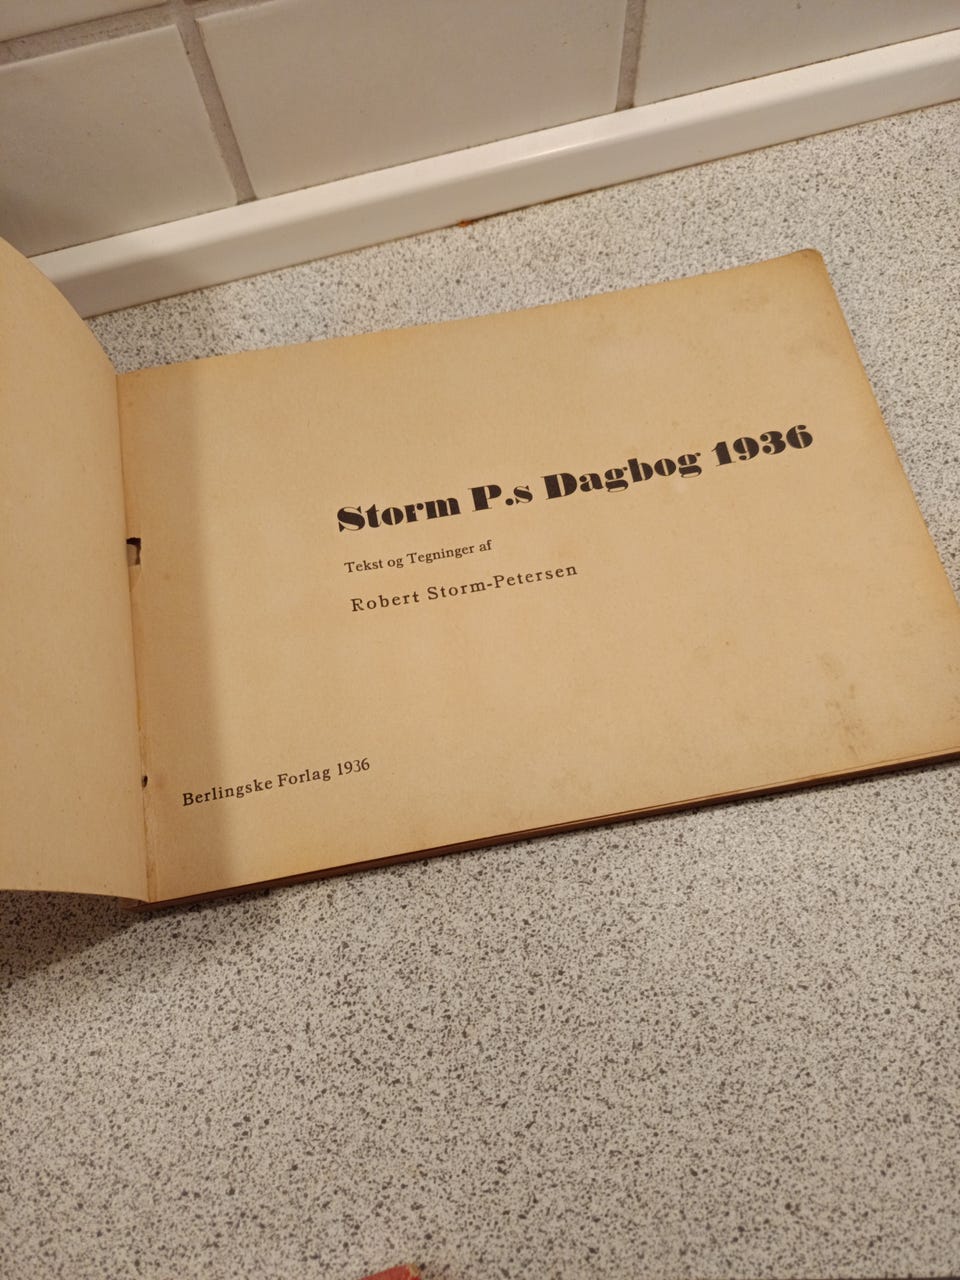 Storm P.s Dagbog 1936
Tekst og Tegninger af
Robert Storm-Petersen
Berlingske Forlag 1936